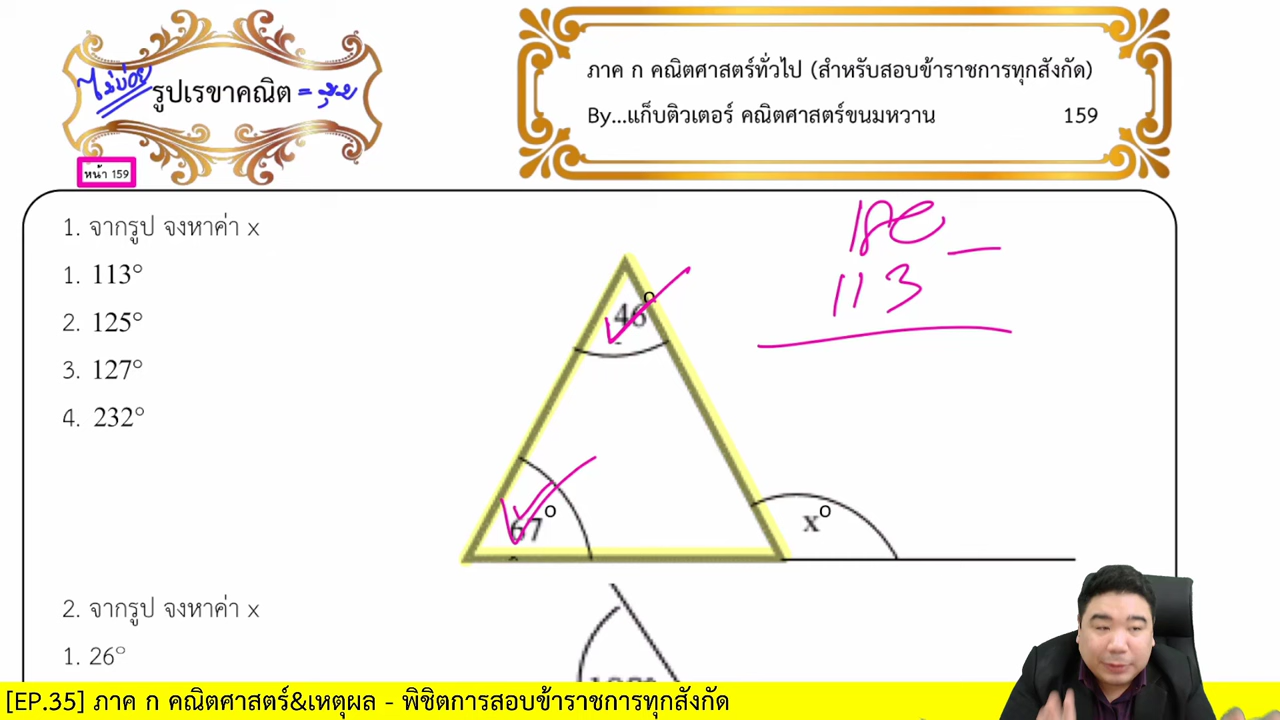 ไม่บ่อย
รูปเรขาคณิต =
หน้า 159
ภาค ก คณิตศาสตร์ทั่วไป (สำหรับสอบข้าราชการทุกสังกัด)
By...แก็บติวเตอร์ คณิตศาสตร์ขนมหวาน 159
1. จากรูป จงหาค่า x
1. 113°
2. 125°
3. 127°
4. 232°
180 –
113
46°
67°
x°
2. จากรูป จงหาค่า x
1. 26°
[EP.35] ภาค ก คณิตศาสตร์&เหตุผล - พิชิตการสอบข้าราชการทุกสังกัด